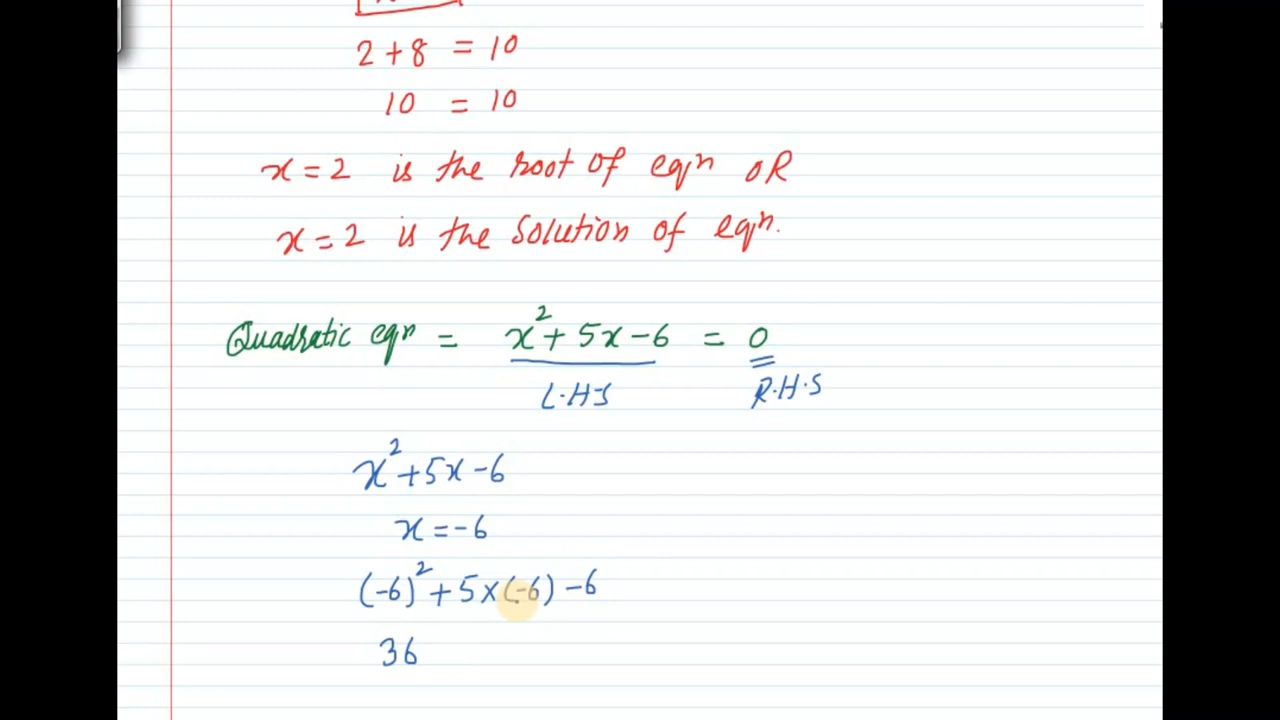 2 + 8 = 10
10 = 10
x = 2 is the root of eqn OR
x = 2 is the solution of eqn.
Quadratic eqn = x² + 5x - 6 = 0
L.H.S R.H.S
x² + 5x - 6
x = -6
(-6)² + 5 × (-6) - 6
36